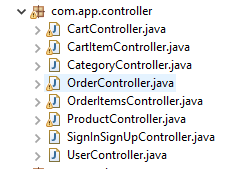 com.app.controller
CartController.java
CartItemController.java
CategoryController.java
OrderController.java
OrderItemsController.java
ProductController.java
SignInSignUpController.java
UserController.java